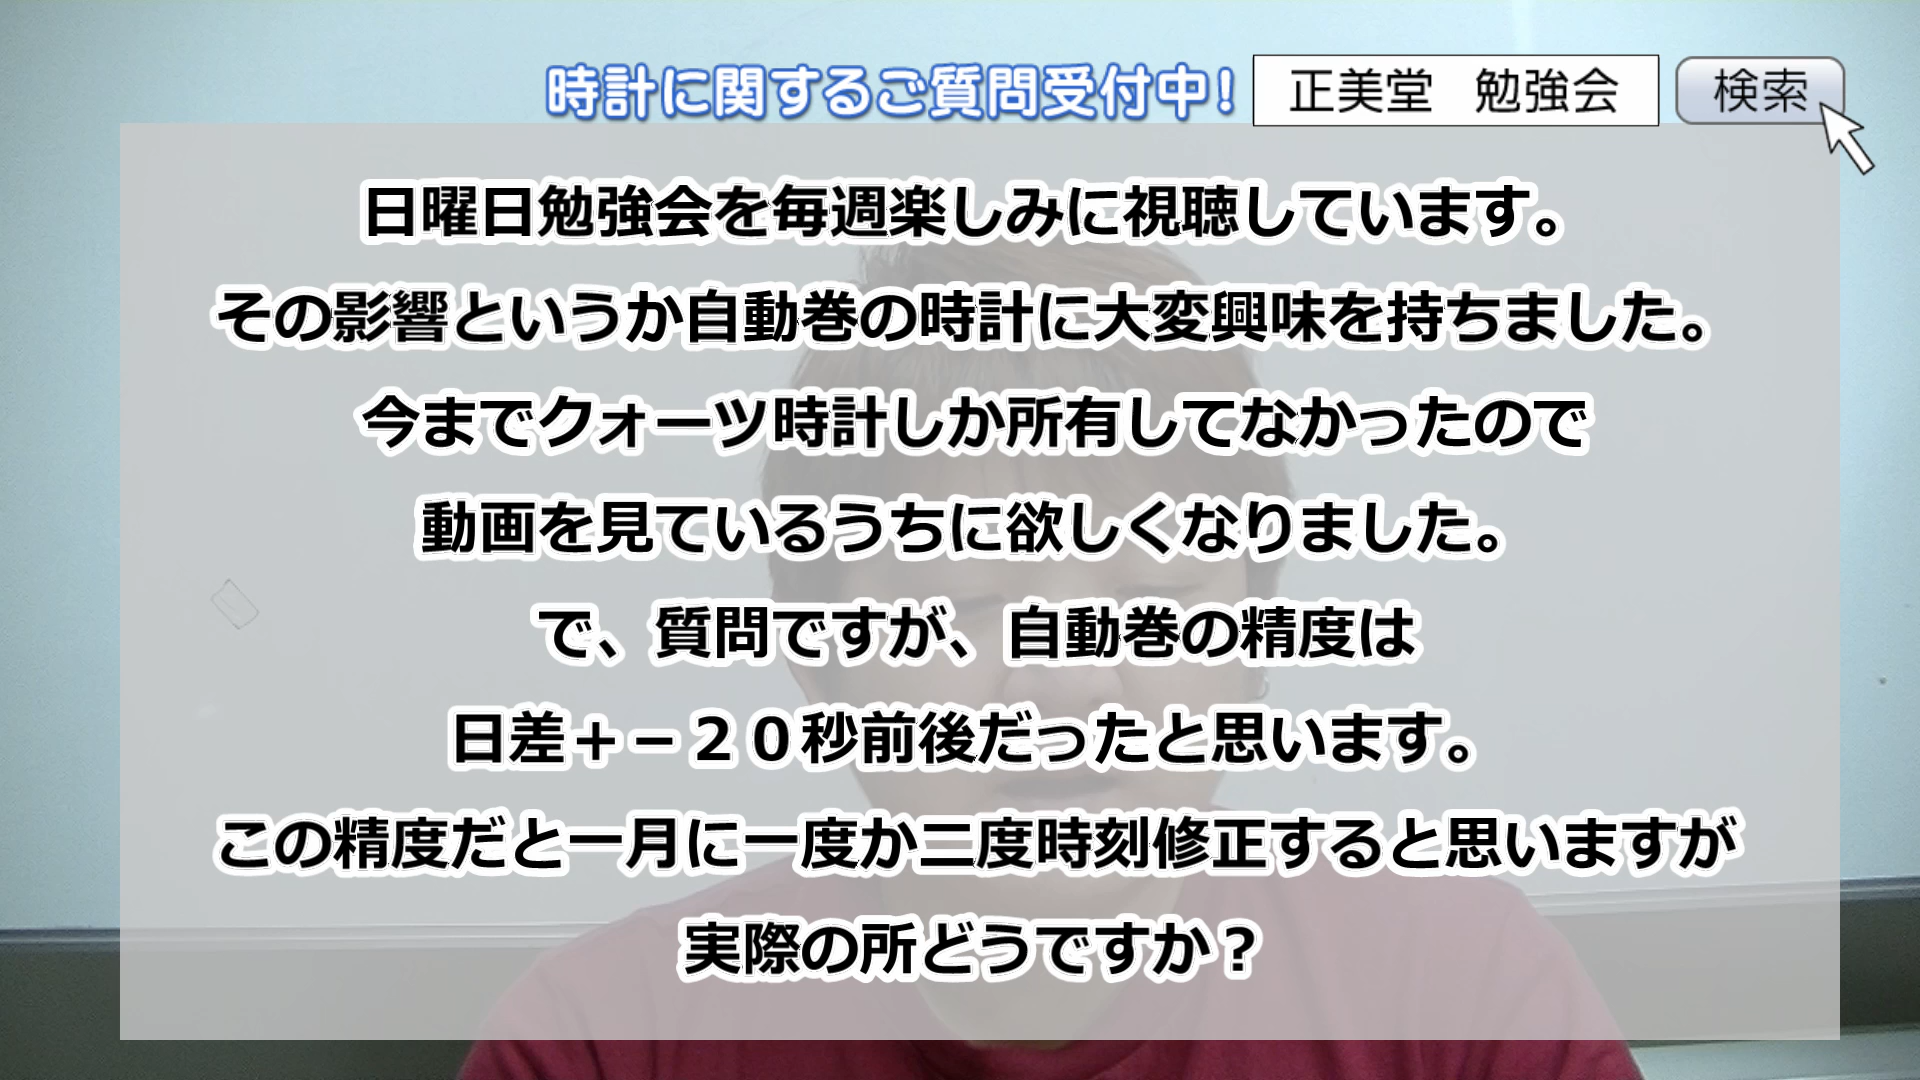 時計に関するご質問受付中! 正美堂 勉強会 検索
日曜日勉強会を毎週楽しみに視聴しています。
その影響というか自動巻の時計に大変興味を持ちました。
今までクォーツ時計しか所有してなかったので
動画を見ているうちに欲しくなりました。
で、質問ですが、自動巻の精度は
日差＋－２０秒前後だったと思います。
この精度だと一月に一度か二度時刻修正すると思いますが
実際の所どうですか？